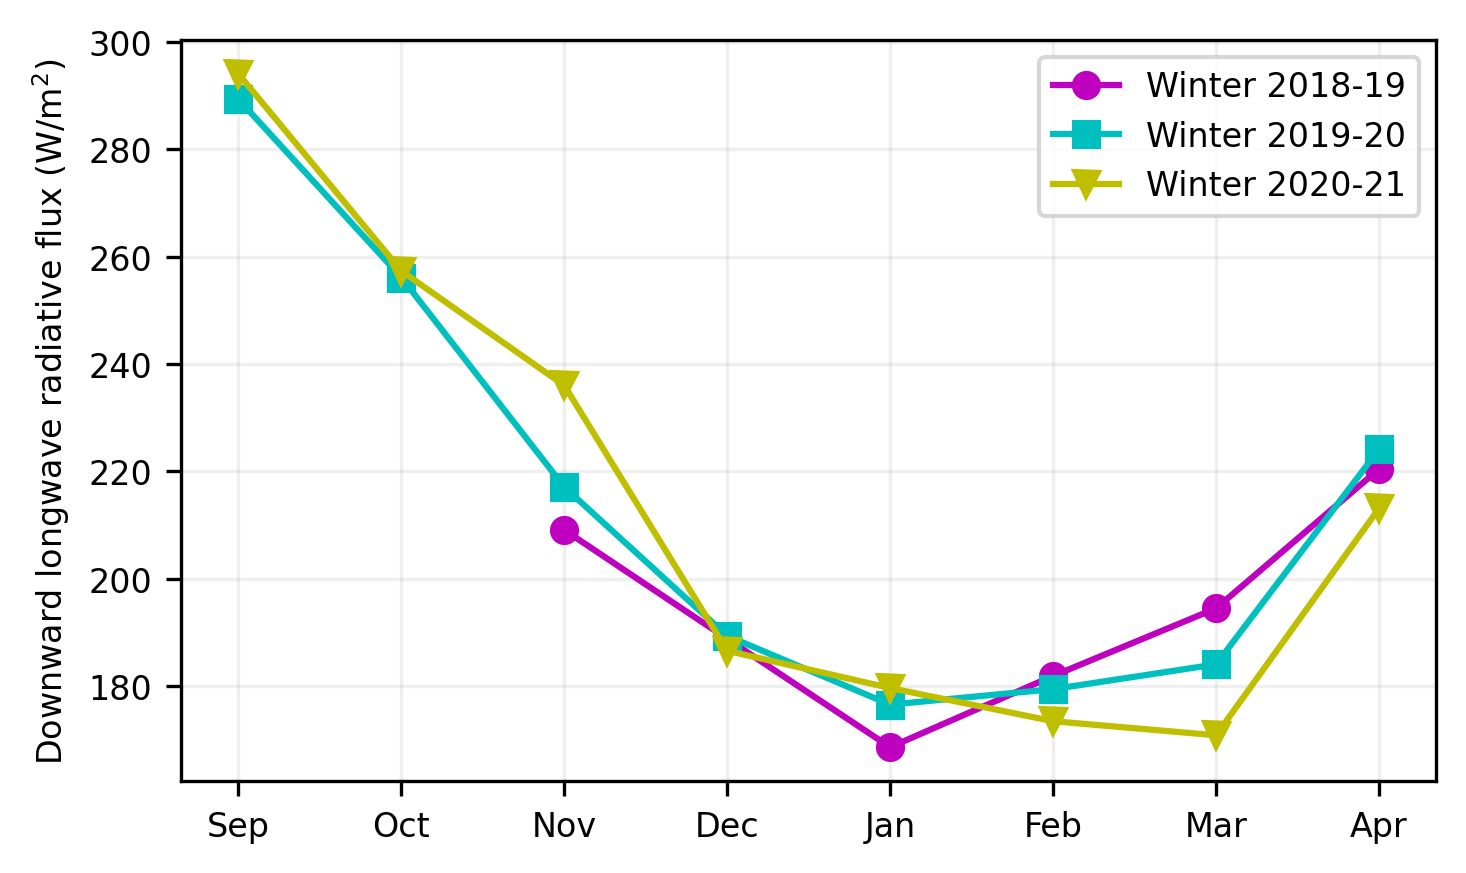 Downward longwave radiative flux (W/m²)
300
280
260
240
220
200
180
Sep Oct Nov Dec Jan Feb Mar Apr
Winter 2018-19
Winter 2019-20
Winter 2020-21